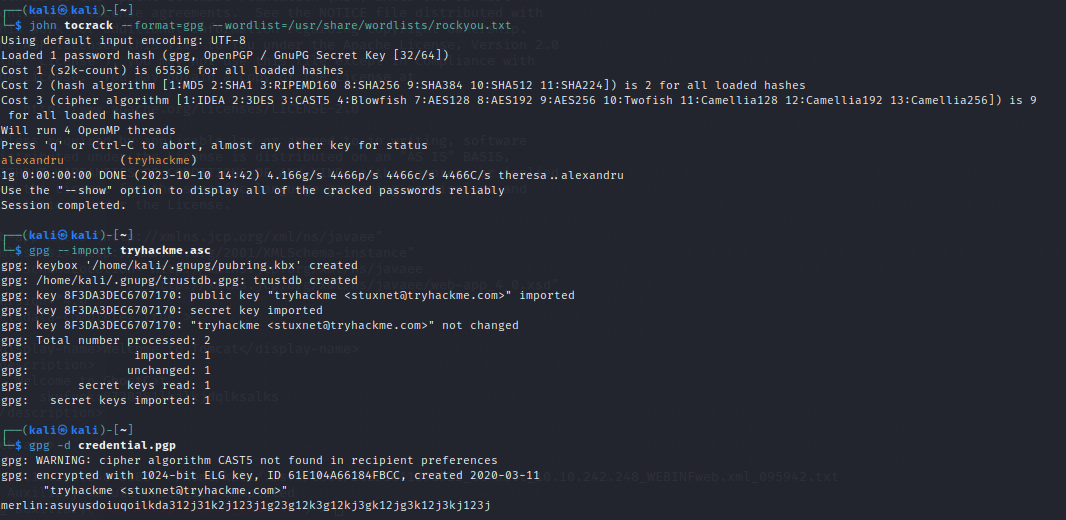 ┌──(kali㉿kali)-[~]
└─$ john tocrack --format=gpg --wordlist=/usr/share/wordlists/rockyou.txt
Using default input encoding: UTF-8
Loaded 1 password hash (gpg, OpenPGP / GnuPG Secret Key [32/64])
Cost 1 (s2k-count) is 65536 for all loaded hashes
Cost 2 (hash algorithm [1:MD5 2:SHA1 3:RIPEMD160 8:SHA256 9:SHA384 10:SHA512 11:SHA224]) is 2 for all loaded hashes
Cost 3 (cipher algorithm [1:IDEA 2:3DES 3:CAST5 4:Blowfish 7:AES128 8:AES192 9:AES256 10:Twofish 11:Camellia128 12:Camellia192 13:Camellia256]) is 9
for all loaded hashes
Will run 4 OpenMP threads
Press 'q' or Ctrl-C to abort, almost any other key for status
alexandru        (tryhackme)
1g 0:00:00:00 DONE (2023-10-10 14:42) 4.166g/s 4466p/s 4466c/s 4466C/s theresa..alexandru
Use the "--show" option to display all of the cracked passwords reliably
Session completed.
┌──(kali㉿kali)-[~]
└─$ gpg --import tryhackme.asc
gpg: keybox '/home/kali/.gnupg/pubring.kbx' created
gpg: /home/kali/.gnupg/trustdb.gpg: trustdb created
gpg: key 8F3DA3DEC6707170: public key "tryhackme <stuxnet@tryhackme.com>" imported
gpg: key 8F3DA3DEC6707170: secret key imported
gpg: key 8F3DA3DEC6707170: "tryhackme <stuxnet@tryhackme.com>" not changed
gpg: Total number processed: 2
gpg:               imported: 1
gpg:              unchanged: 1
gpg:       secret keys read: 1
gpg:   secret keys imported: 1
┌──(kali㉿kali)-[~]
└─$ gpg -d credential.pgp
gpg: WARNING: cipher algorithm CAST5 not found in recipient preferences
gpg: encrypted with 1024-bit ELG key, ID 61E104A66184FBCC, created 2020-03-11
"tryhackme <stuxnet@tryhackme.com>"
merlin:asuyusdoiuqoilkda312j31k2j123j1g23g12k3g12kj3gk12jg3k12j3kj123j